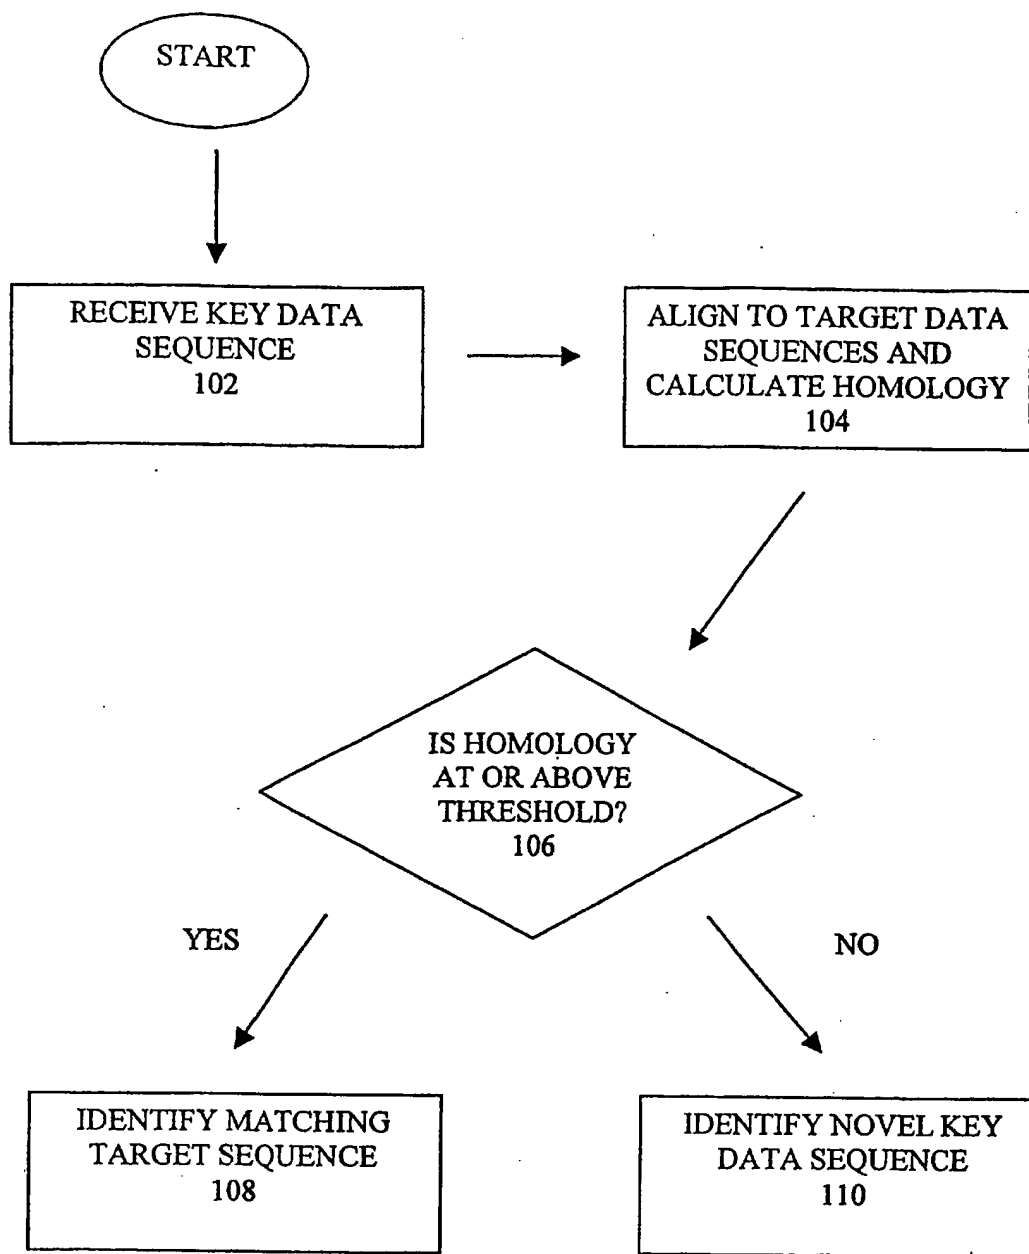 START
RECEIVE KEY DATA
SEQUENCE
102
ALIGN TO TARGET DATA
SEQUENCES AND
CALCULATE HOMOLOGY
104
IS HOMOLOGY
AT OR ABOVE
THRESHOLD?
106
YES
NO
IDENTIFY MATCHING
TARGET SEQUENCE
108
IDENTIFY NOVEL KEY
DATA SEQUENCE
110